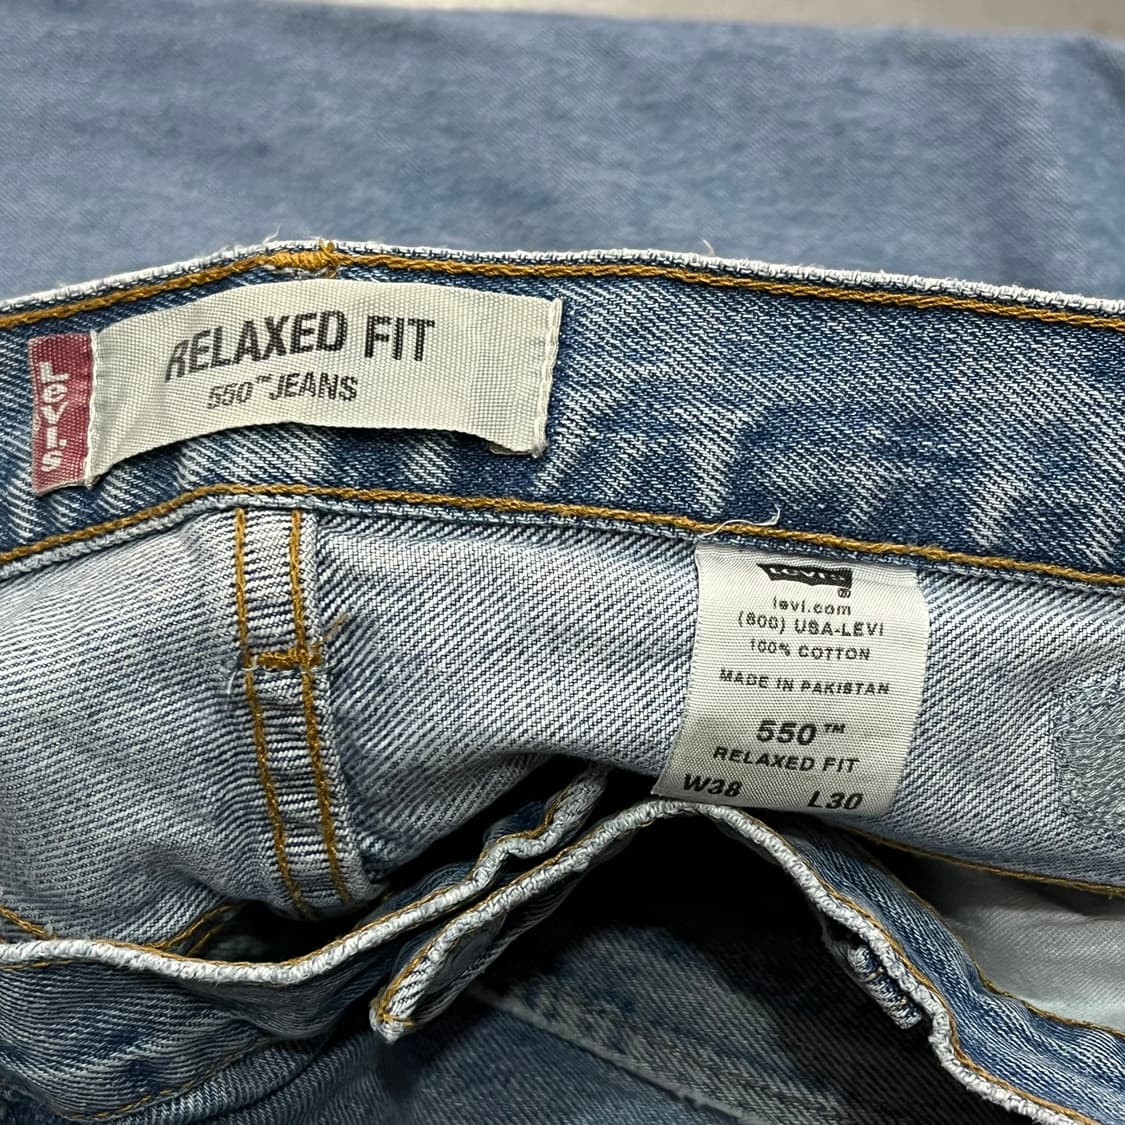 Levi's
RELAXED FIT
550™ JEANS
LEVI'S
®
levi.com
(800) USA-LEVI
100% COTTON
MADE IN PAKISTAN
550™
RELAXED FIT
W38 L30